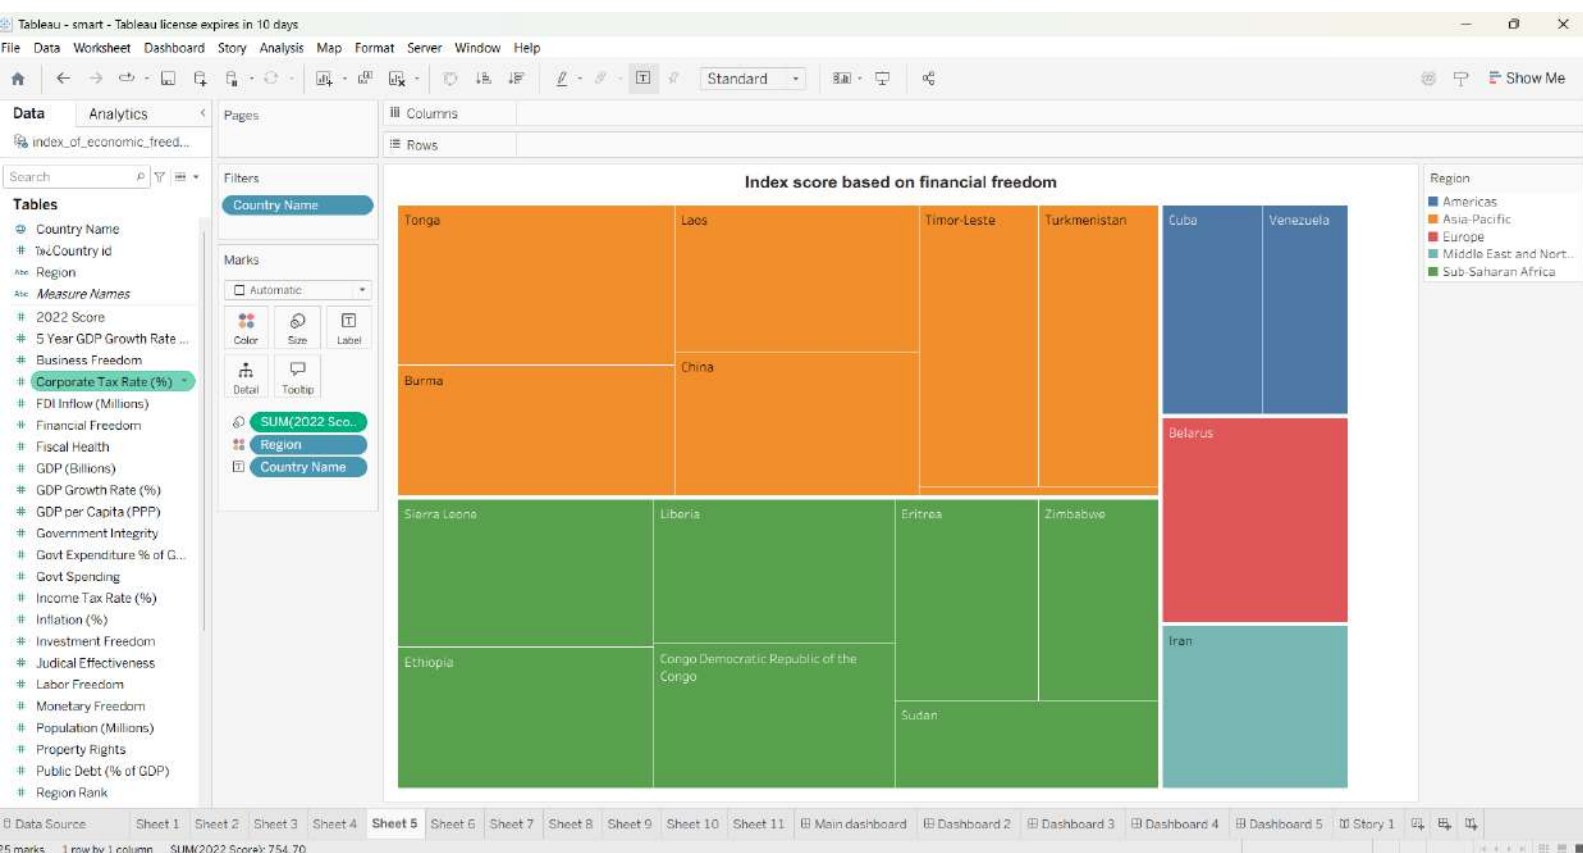 Tableau - smart - Tableau license expires in 10 days
File Data Worksheet Dashboard Story Analysis Map Format Server Window Help
Standard
Show Me
Data Analytics
index_of_economic_freed...
Search
Tables
Country Name
ï»¿Country id
Region
Measure Names
2022 Score
5 Year GDP Growth Rate ...
Business Freedom
Corporate Tax Rate (%)
FDI Inflow (Millions)
Financial Freedom
Fiscal Health
GDP (Billions)
GDP Growth Rate (%)
GDP per Capita (PPP)
Government Integrity
Govt Expenditure % of G...
Govt Spending
Income Tax Rate (%)
Inflation (%)
Investment Freedom
Judical Effectiveness
Labor Freedom
Monetary Freedom
Population (Millions)
Property Rights
Public Debt (% of GDP)
Region Rank
Pages
Filters
Country Name
Marks
Automatic
Color Size Label
Detail Tooltip
SUM(2022 Sco..
Region
Country Name
Columns
Rows
Index score based on financial freedom
Tonga
Laos
Timor-Leste
Turkmenistan
Cuba
Venezuela
Burma
China
Belarus
Sierra Leone
Liberia
Eritrea
Zimbabwe
Iran
Ethiopia
Congo Democratic Republic of the
Congo
Sudan
Region
Americas
Asia-Pacific
Europe
Middle East and Nort..
Sub-Saharan Africa
Data Source Sheet 1 Sheet 2 Sheet 3 Sheet 4 Sheet 5 Sheet 6 Sheet 7 Sheet 8 Sheet 9 Sheet 10 Sheet 11 Main dashboard Dashboard 2 Dashboard 3 Dashboard 4 Dashboard 5 Story 1
25 marks 1 row by 1 column SUM(2022 Score): 754.70